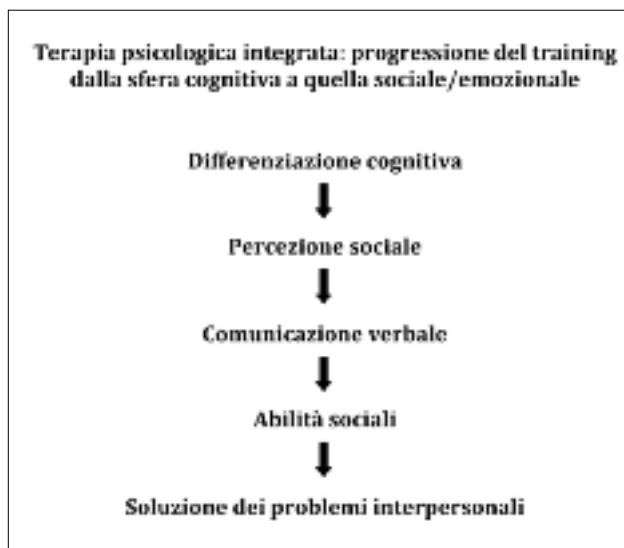 Terapia psicologica integrata: progressione del training
dalla sfera cognitiva a quella sociale/emozionale
Differenziazione cognitiva
Percezione sociale
Comunicazione verbale
Abilità sociali
Soluzione dei problemi interpersonali